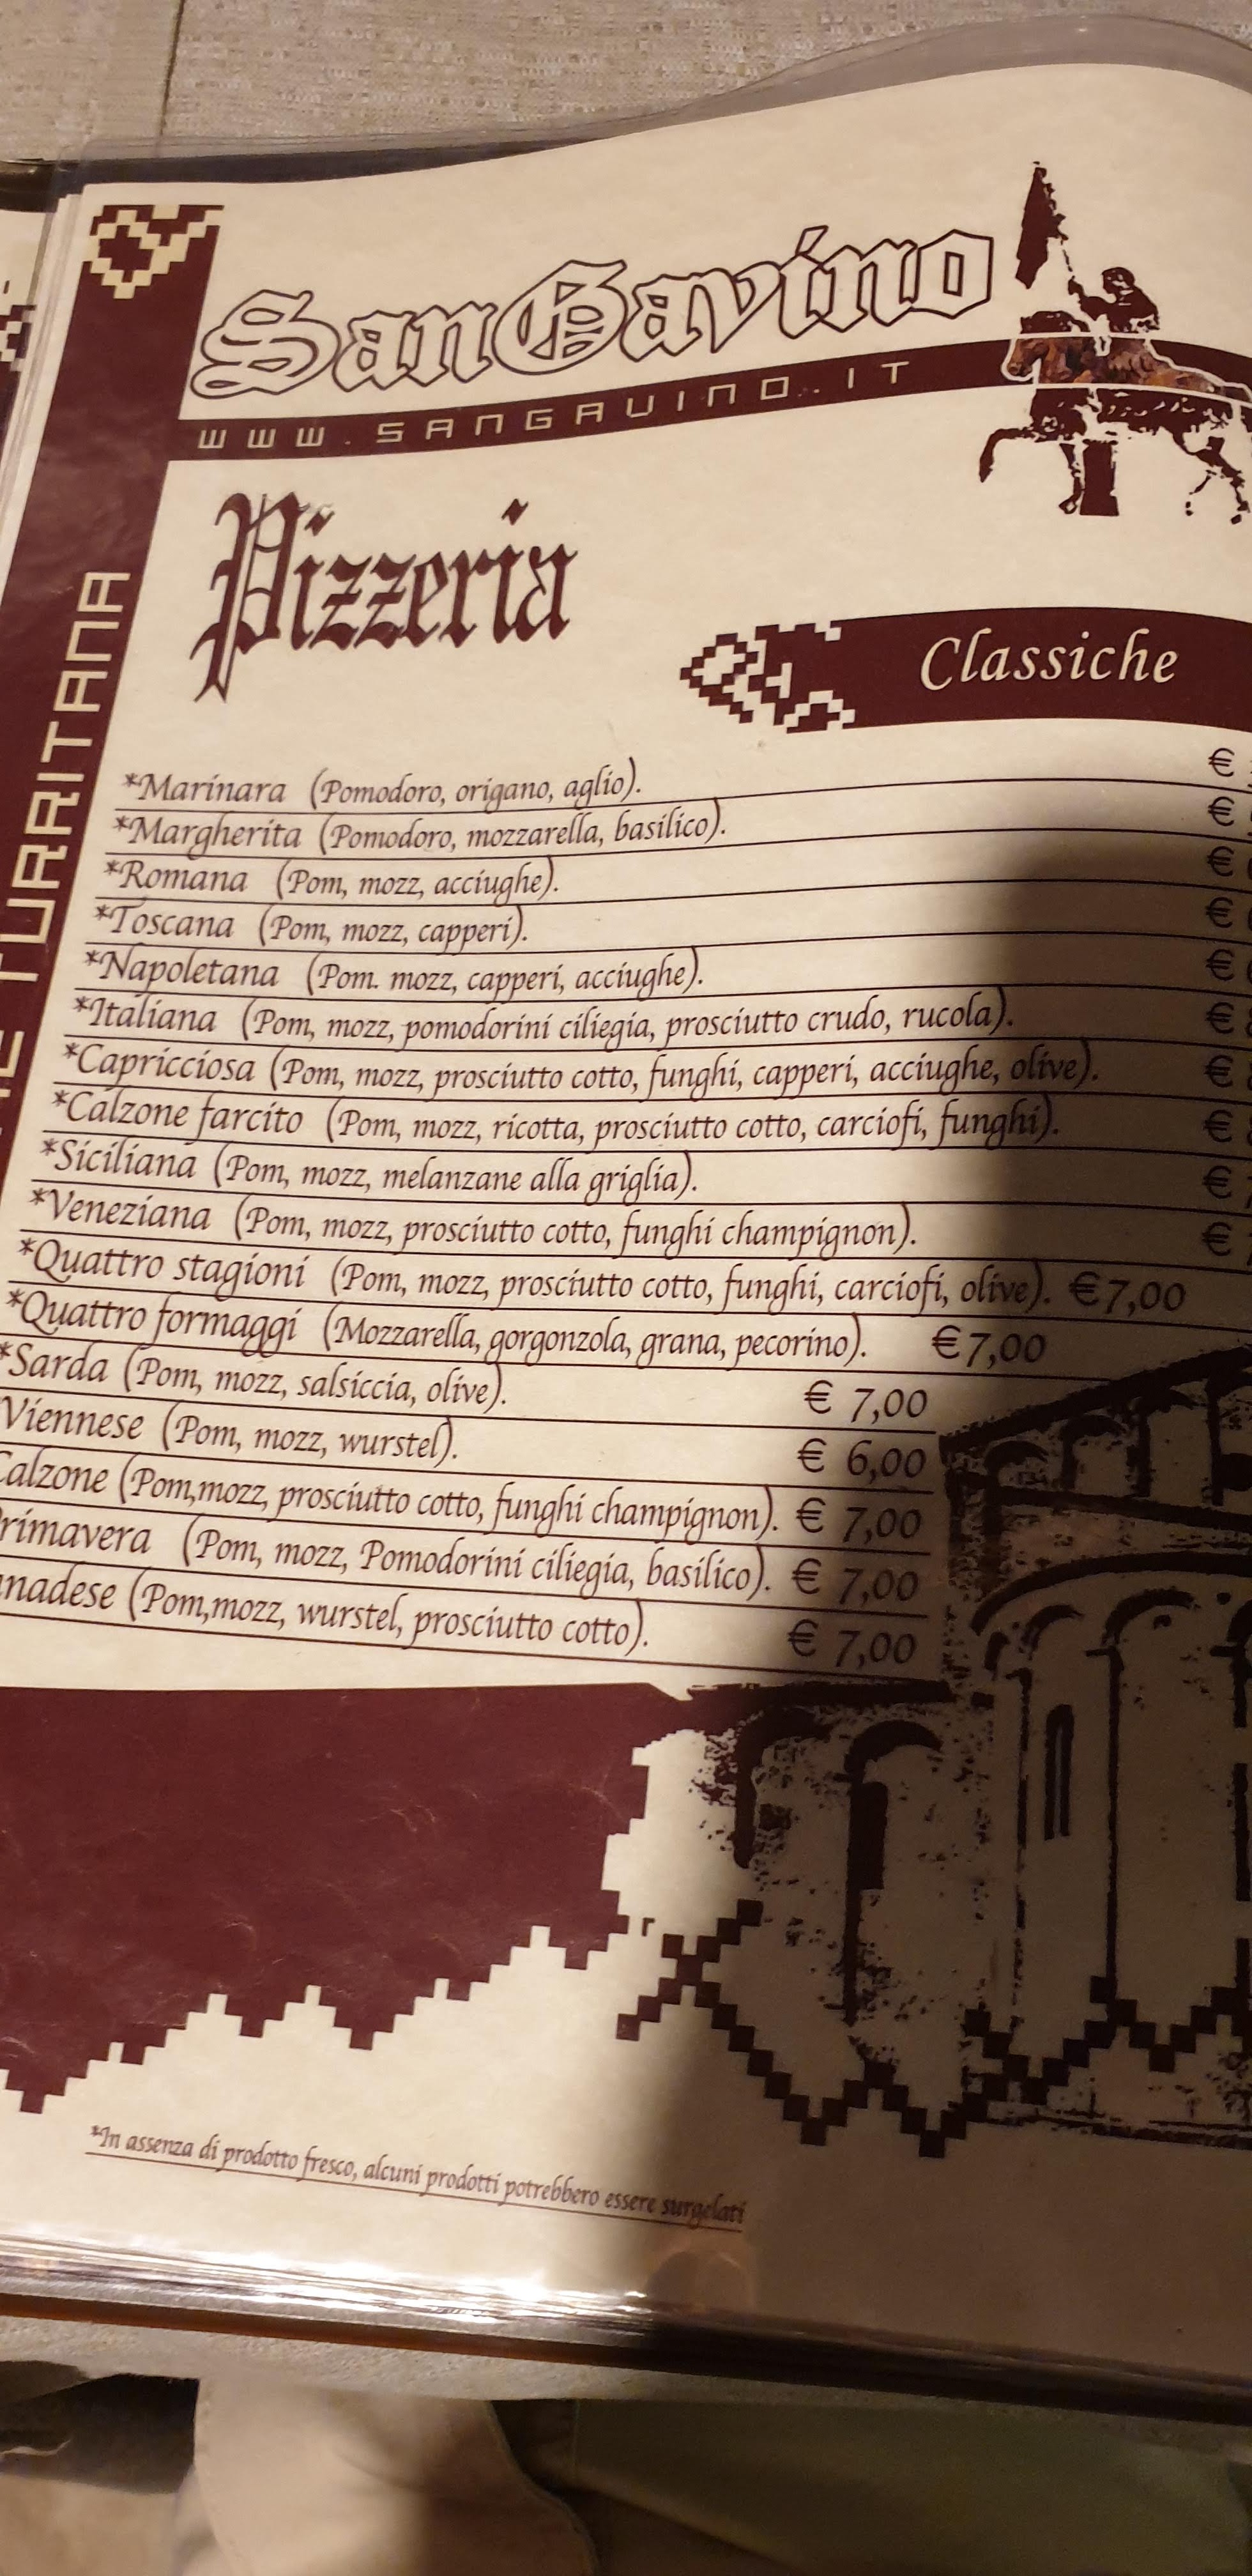 SanGavino
WWW.SANGAVINO.IT
TURRITANA
Pizzeria
Classiche
*Marinara (Pomodoro, origano, aglio). €
*Margherita (Pomodoro, mozzarella, basilico). €
*Romana (Pom, mozz, acciughe). €
*Toscana (Pom, mozz, capperi). €
*Napoletana (Pom. mozz, capperi, acciughe). €
*Italiana (Pom, mozz, pomodorini ciliegia, prosciutto crudo, rucola). €
*Capricciosa (Pom, mozz, prosciutto cotto, funghi, capperi, acciughe, olive). €
*Calzone farcito (Pom, mozz, ricotta, prosciutto cotto, carciofi, funghi). €
*Siciliana (Pom, mozz, melanzane alla griglia). €
*Veneziana (Pom, mozz, prosciutto cotto, funghi champignon). €
*Quattro stagioni (Pom, mozz, prosciutto cotto, funghi, carciofi, olive). €7,00
*Quattro formaggi (Mozzarella, gorgonzola, grana, pecorino). €7,00
*Sarda (Pom, mozz, salsiccia, olive). € 7,00
Viennese (Pom, mozz, wurstel). € 6,00
Calzone (Pom,mozz, prosciutto cotto, funghi champignon). € 7,00
rimavera (Pom, mozz, Pomodorini ciliegia, basilico). € 7,00
nadese (Pom,mozz, wurstel, prosciutto cotto). € 7,00
*In assenza di prodotto fresco, alcuni prodotti potrebbero essere surgelati